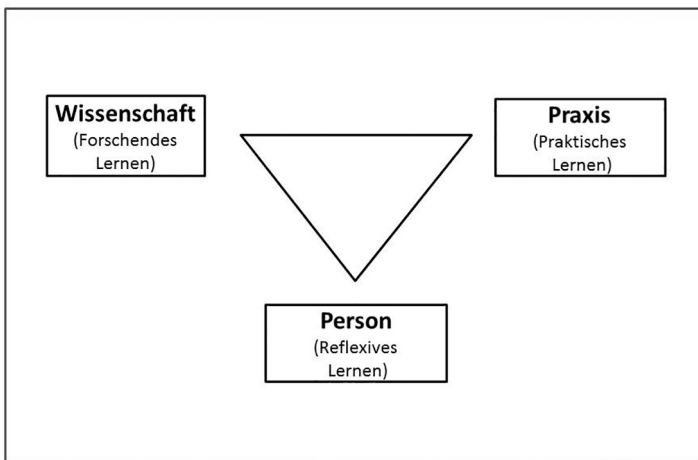 Wissenschaft
(Forschendes
Lernen)
Praxis
(Praktisches
Lernen)
Person
(Reflexives
Lernen)